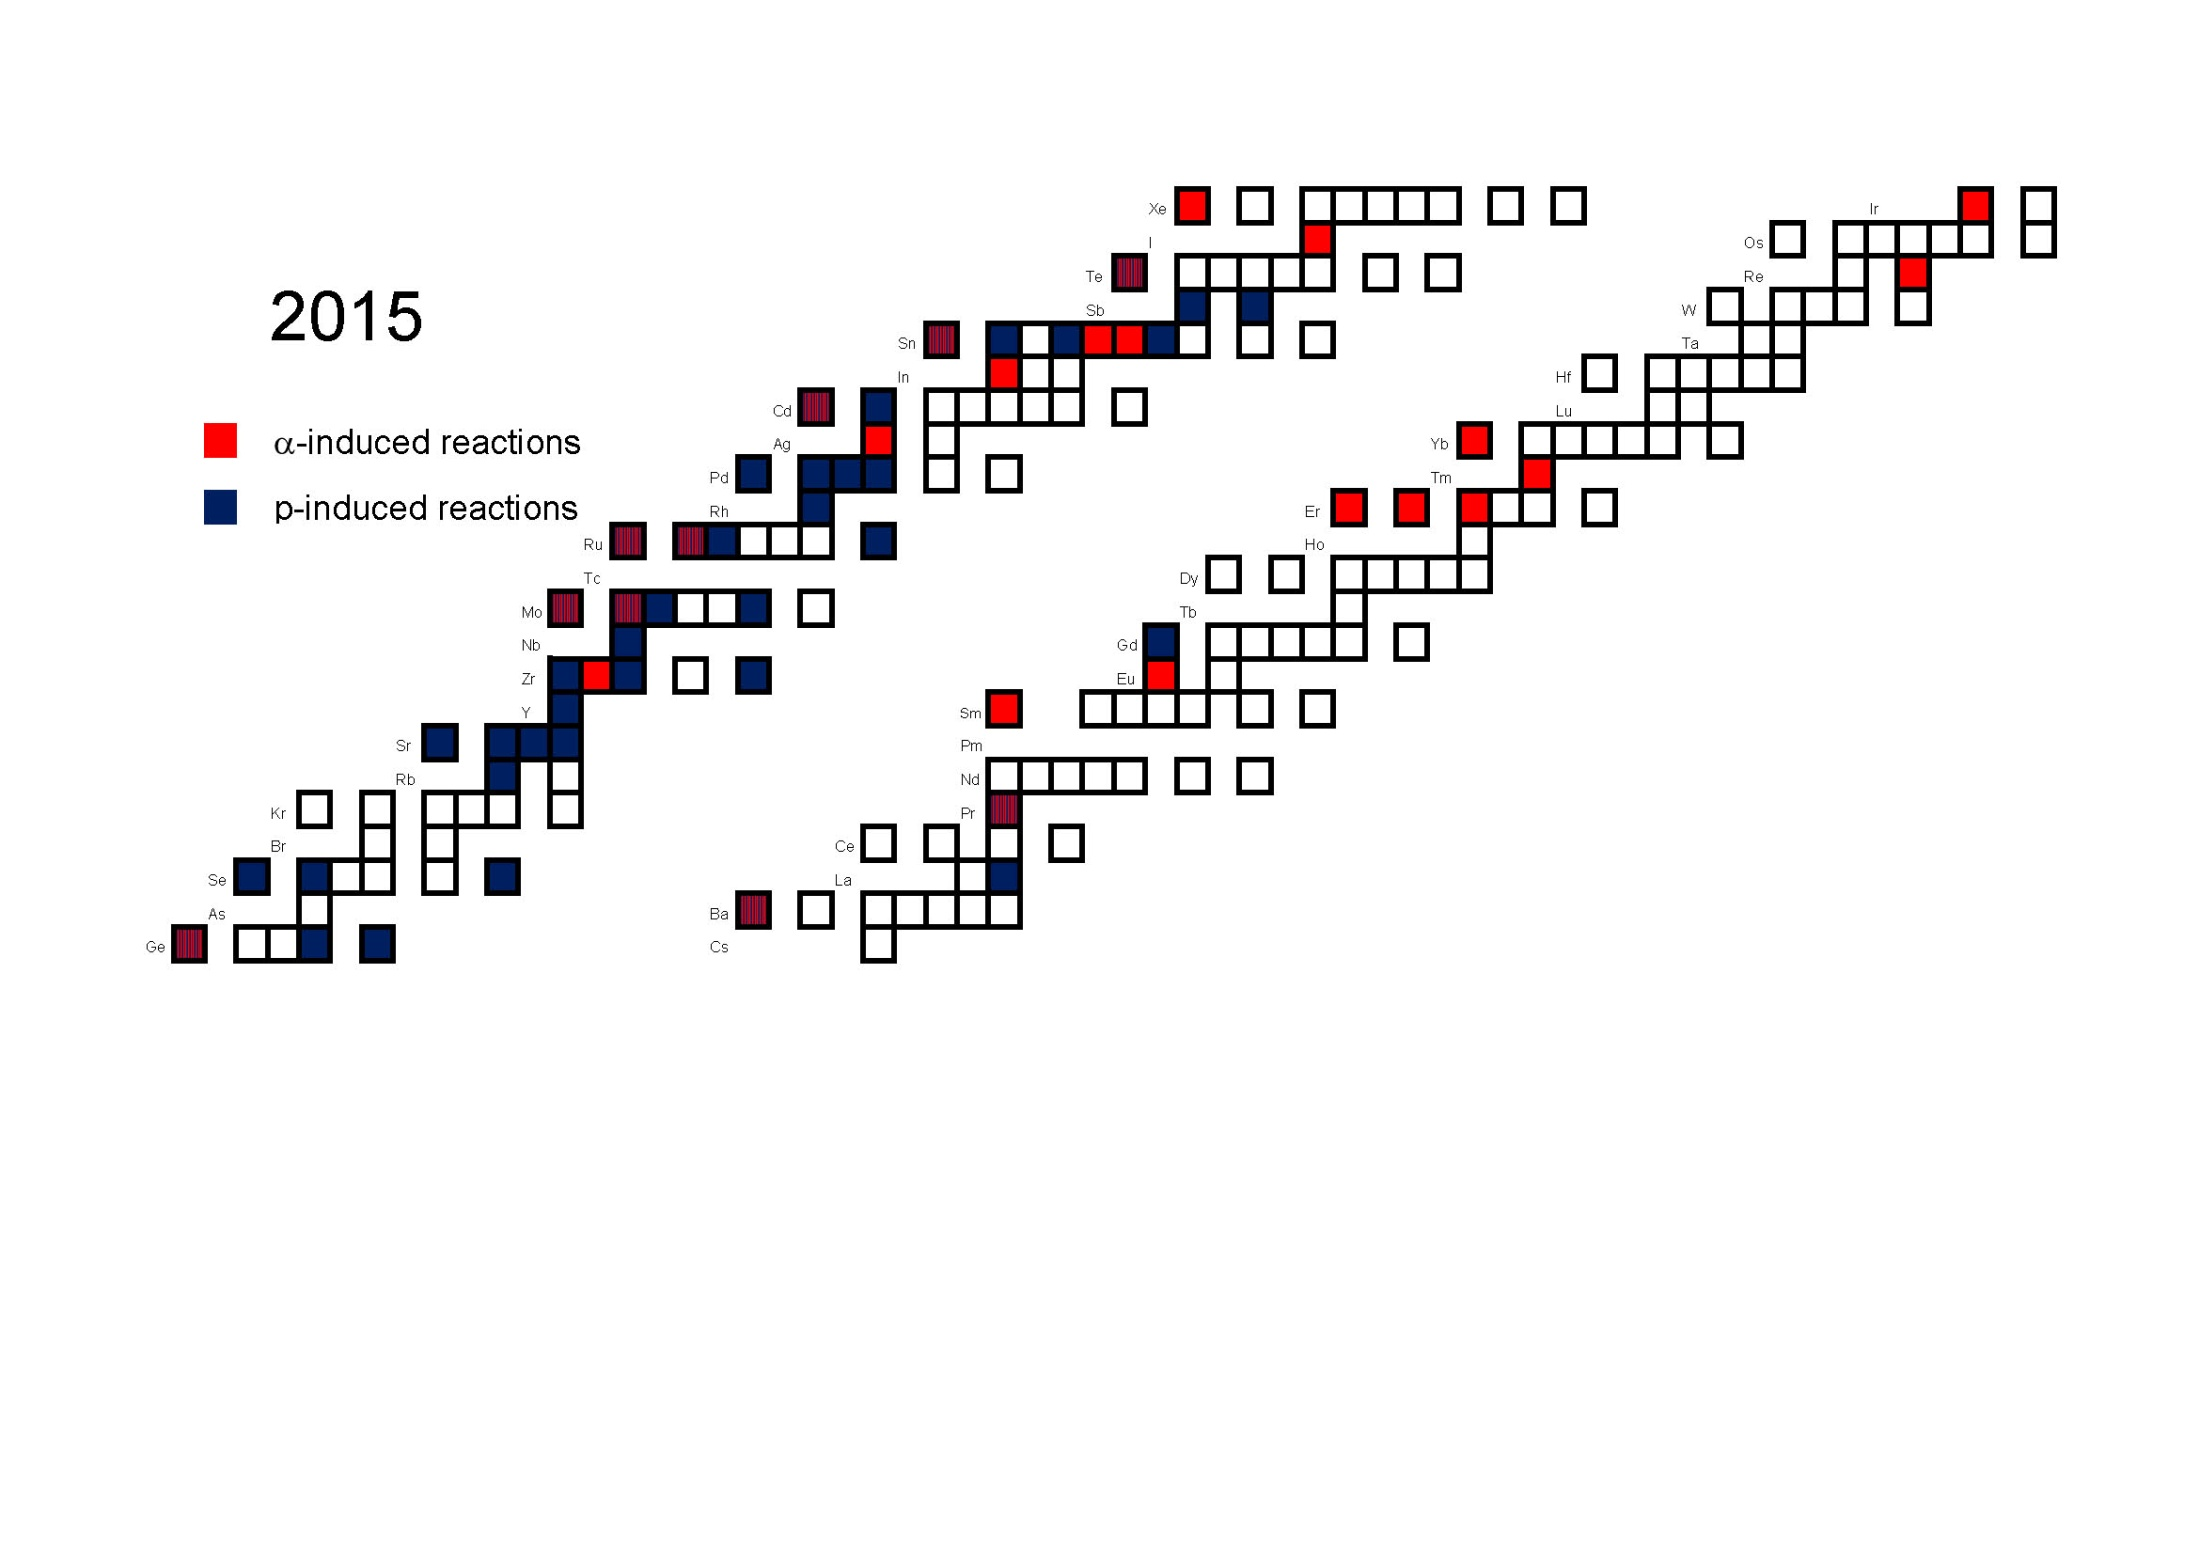 Xe
Ir
I
Os
Te
Re
2015
Sb
W
Sn
Ta
In
Hf
Cd
Lu
α-induced reactions
Ag
Yb
Pd
Tm
p-induced reactions
Rh
Er
Ru
Ho
Tc
Dy
Mo
Tb
Nb
Gd
Zr
Eu
Y
Sm
Sr
Pm
Rb
Nd
Kr
Pr
Br
Ce
Se
La
As
Ba
Ge
Cs